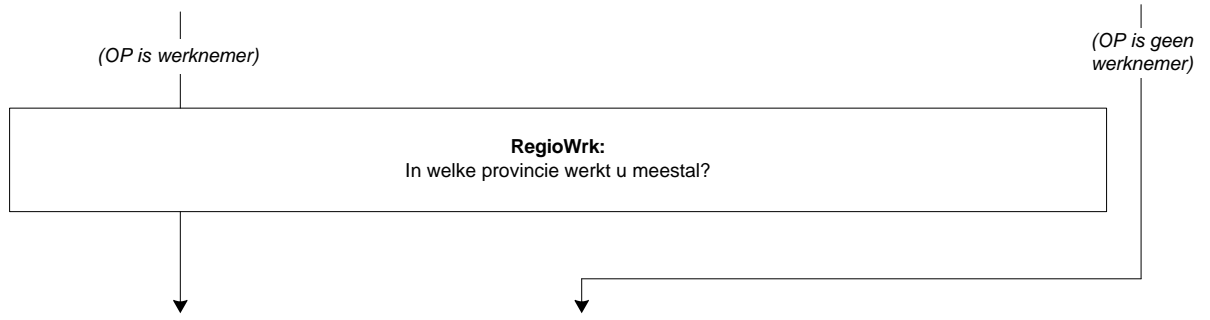 (OP is werknemer)
(OP is geen
werknemer)
RegioWrk:
In welke provincie werkt u meestal?